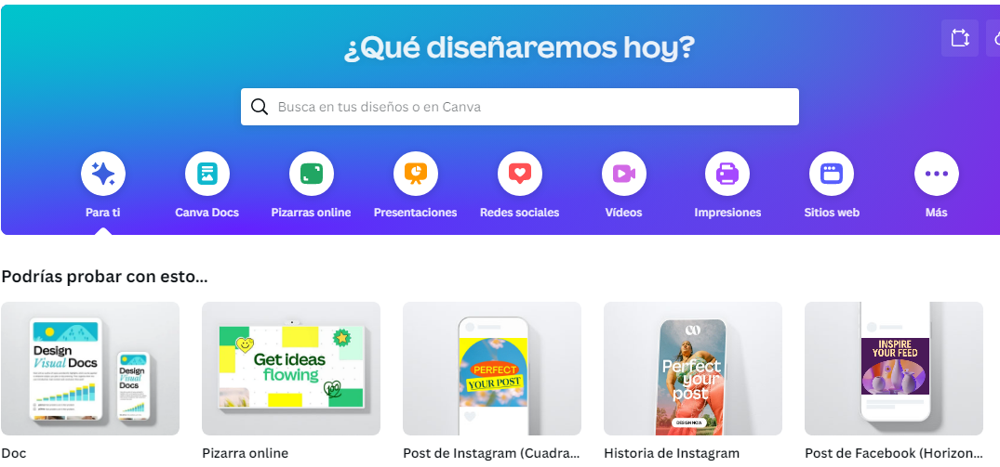 ¿Qué diseñaremos hoy?
Busca en tus diseños o en Canva
Para ti
Canva Docs
Pizarras online
Presentaciones
Redes sociales
Vídeos
Impresiones
Sitios web
Más
Podrías probar con esto...
Design
Visual Docs
Design
Visual
Docs
Get ideas
flowing
100
PERFECT
YOUR POST
Perfect
your
post
DESIGN NOW
INSPIRE
YOUR FEED
Doc
Pizarra online
Post de Instagram (Cuadra...
Historia de Instagram
Post de Facebook (Horizon...